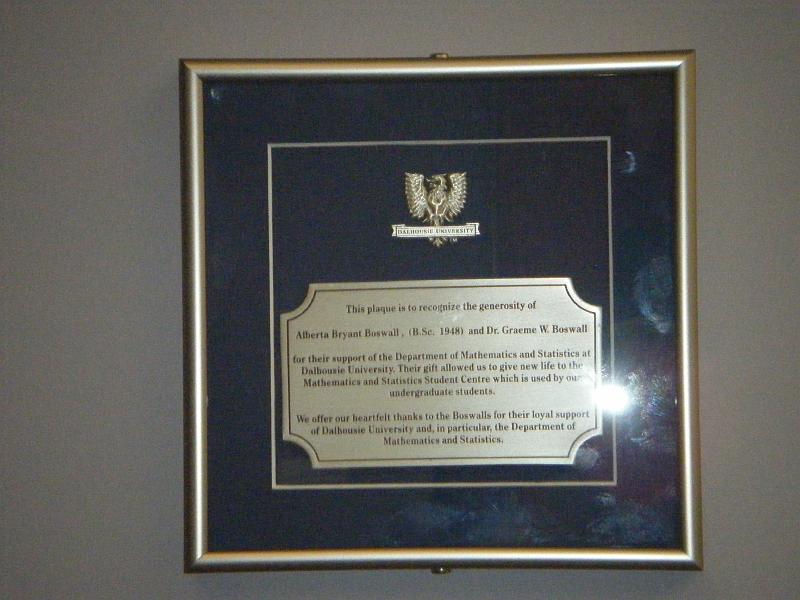 DALHOUSIE UNIVERSITY
TM
This plaque is to recognize the generosity of
Alberta Bryant Boswall , (B.Sc. 1948) and Dr. Graeme W. Boswall
for their support of the Department of Mathematics and Statistics at
Dalhousie University. Their gift allowed us to give new life to the
Mathematics and Statistics Student Centre which is used by our
undergraduate students.
We offer our heartfelt thanks to the Boswalls for their loyal support
of Dalhousie University and, in particular, the Department of
Mathematics and Statistics.